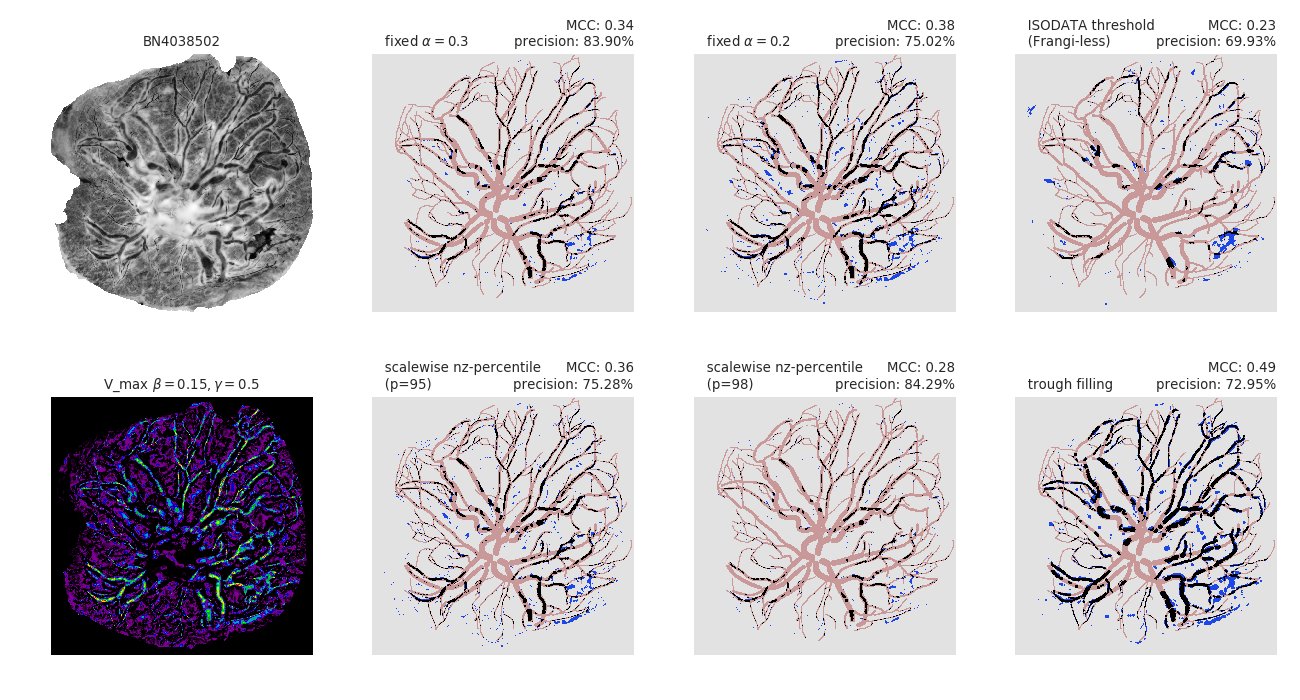 BN4038502
MCC: 0.34
fixed α = 0.3 precision: 83.90%
MCC: 0.38
fixed α = 0.2 precision: 75.02%
ISODATA threshold MCC: 0.23
(Frangi-less) precision: 69.93%
V_max β = 0.15, γ = 0.5
scalewise nz-percentile MCC: 0.36
(p=95) precision: 75.28%
scalewise nz-percentile MCC: 0.28
(p=98) precision: 84.29%
MCC: 0.49
trough filling precision: 72.95%